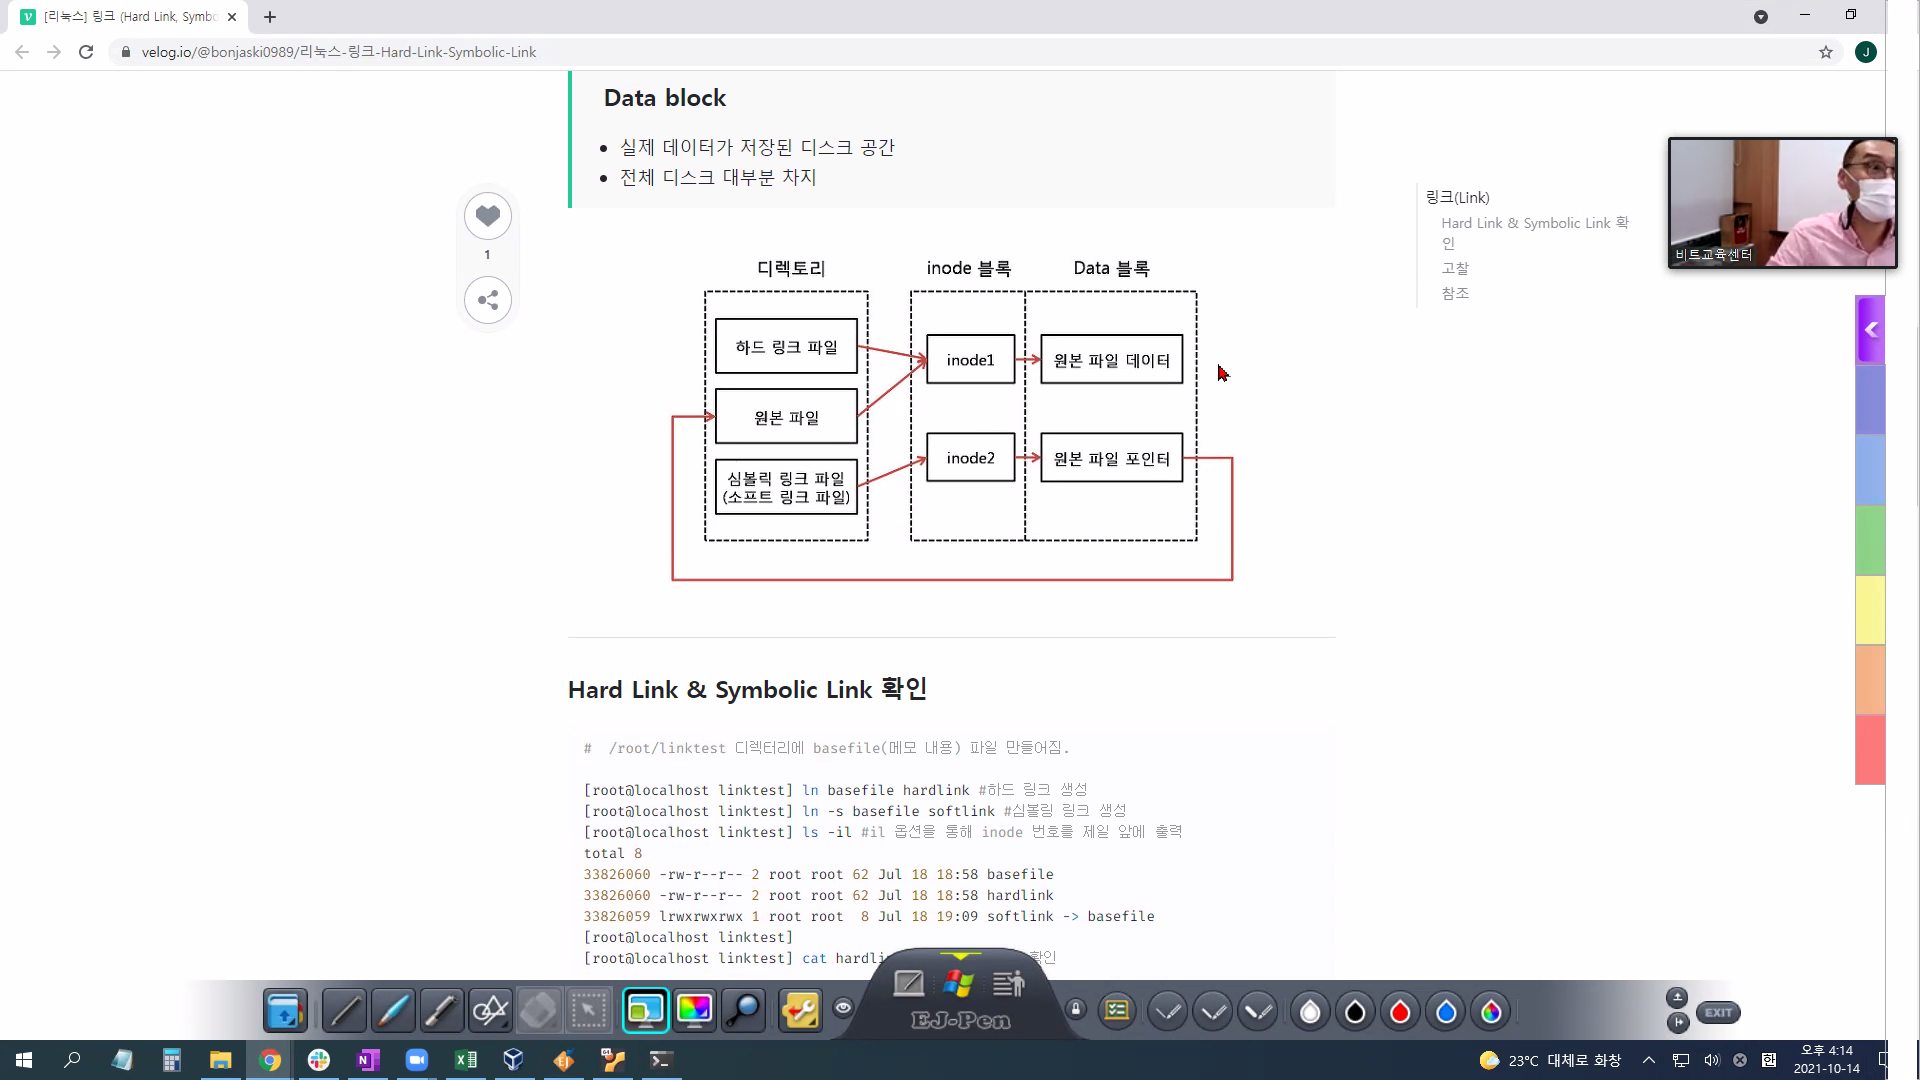 [리눅스] 링크 (Hard Link, Symbo
velog.io/@bonjaski0989/리눅스-링크-Hard-Link-Symbolic-Link
J
Data block
실제 데이터가 저장된 디스크 공간
전체 디스크 대부분 차지
1
링크(Link)
Hard Link & Symbolic Link 확
인
고찰
참조
비트교육센터
디렉토리
inode 블록
Data 블록
하드 링크 파일
inode1
원본 파일 데이터
원본 파일
inode2
원본 파일 포인터
심볼릭 링크 파일
(소프트 링크 파일)
Hard Link & Symbolic Link 확인
# /root/linktest 디렉터리에 basefile(메모 내용) 파일 만들어짐.
[root@localhost linktest] ln basefile hardlink #하드 링크 생성
[root@localhost linktest] ln -s basefile softlink #심볼링 링크 생성
[root@localhost linktest] ls -il #il 옵션을 통해 inode 번호를 제일 앞에 출력
total 8
33826060 -rw-r--r-- 2 root root 62 Jul 18 18:58 basefile
33826060 -rw-r--r-- 2 root root 62 Jul 18 18:58 hardlink
33826059 lrwxrwxrwx 1 root root 8 Jul 18 19:09 softlink -> basefile
[root@localhost linktest]
[root@localhost linktest] cat hardli
확인
EJ-Pen
EXIT
23°C 대체로 화창
한
오후 4:14
2021-10-14